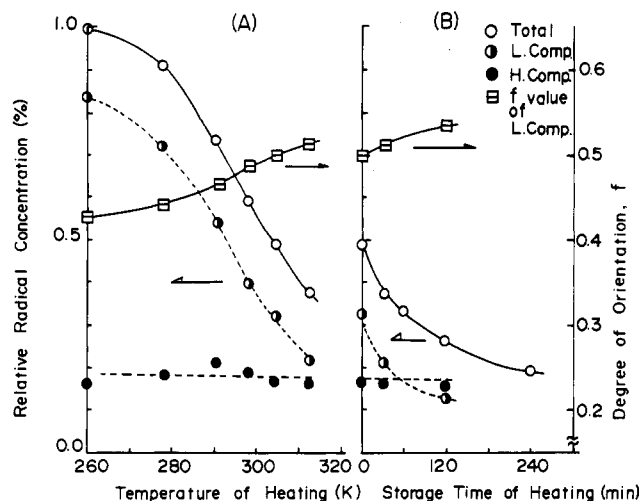 (A)
(B)
Total
L. Comp.
H. Comp.
f value
of
L. Comp.
Relative Radical Concentration (%)
1.0
0.5
0.0
260
280
300
320
Temperature of Heating (K)
0
120
240
Storage Time of Heating (min)
0.6
0.5
0.4
0.3
0.2
Degree of Orientation, f